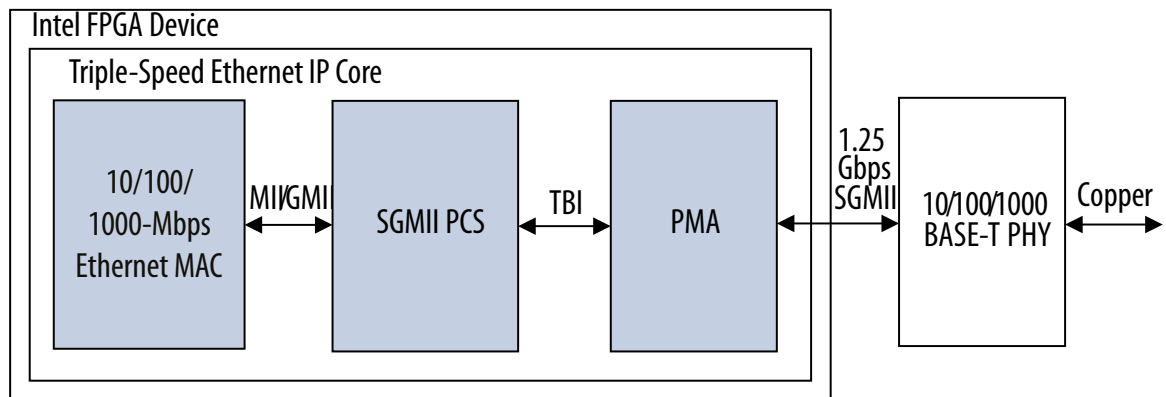 Intel FPGA Device
Triple-Speed Ethernet IP Core
10/100/
1000-Mbps
Ethernet MAC
MII/GMII
SGMII PCS
TBI
PMA
1.25
Gbps
SGMII
10/100/1000
BASE-T PHY
Copper